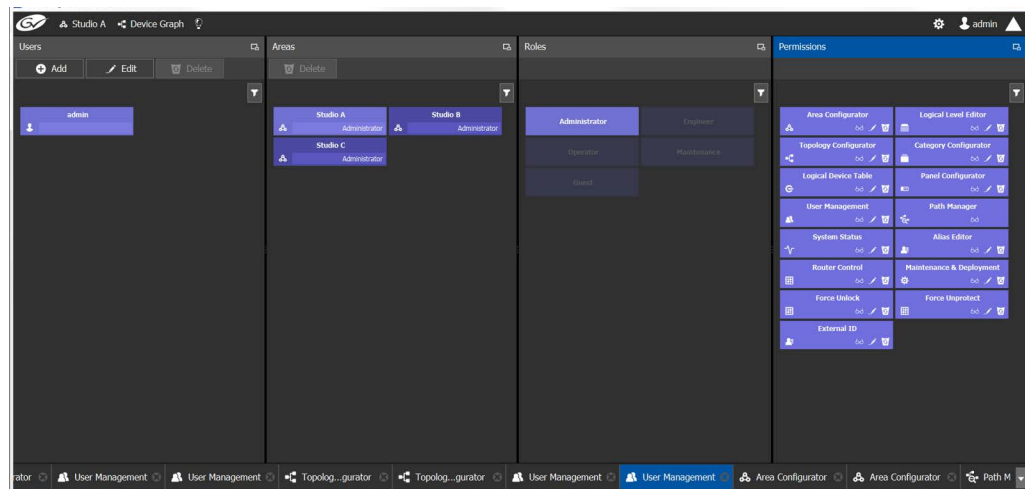 GV Studio A Device Graph admin
Users
Add Edit Delete
admin
Areas
Delete
Studio A
Administrator
Studio B
Administrator
Studio C
Administrator
Roles
Administrator
Engineer
Operator
Maintenance
Guest
Permissions
Area Configurator
Logical Level Editor
Topology Configurator
Category Configurator
Logical Device Table
Panel Configurator
User Management
Path Manager
System Status
Alias Editor
Router Control
Maintenance & Deployment
Force Unlock
Force Unprotect
External ID
rator User Management User Management Topolog...gurator Topolog...gurator User Management User Management Area Configurator Area Configurator Path M